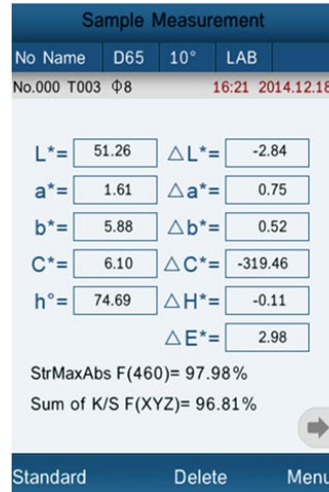 Sample Measurement
No Name D65 10° LAB
No.000 T003 Φ8 16:21 2014.12.18
L*= 51.26 △L*= -2.84
a*= 1.61 △a*= 0.75
b*= 5.88 △b*= 0.52
C*= 6.10 △C*= -319.46
h°= 74.69 △H*= -0.11
△E*= 2.98
StrMaxAbs F(460)= 97.98%
Sum of K/S F(XYZ)= 96.81%
Standard Delete Menu